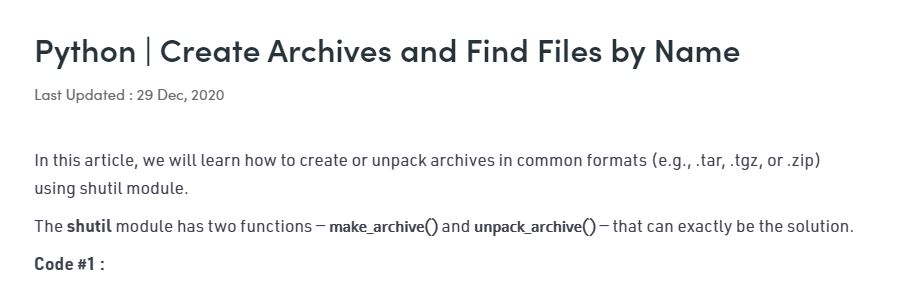 Python | Create Archives and Find Files by Name
Last Updated : 29 Dec, 2020
In this article, we will learn how to create or unpack archives in common formats (e.g., .tar, .tgz, or .zip)
using shutil module.
The shutil module has two functions — make_archive() and unpack_archive() — that can exactly be the solution.
Code #1 :